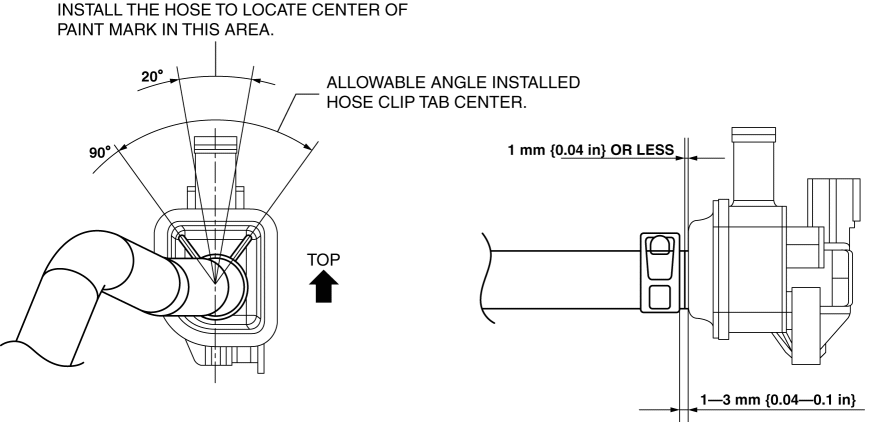 INSTALL THE HOSE TO LOCATE CENTER OF
PAINT MARK IN THIS AREA.
20°
ALLOWABLE ANGLE INSTALLED
HOSE CLIP TAB CENTER.
90°
TOP
1 mm {0.04 in} OR LESS
1—3 mm {0.04—0.1 in}